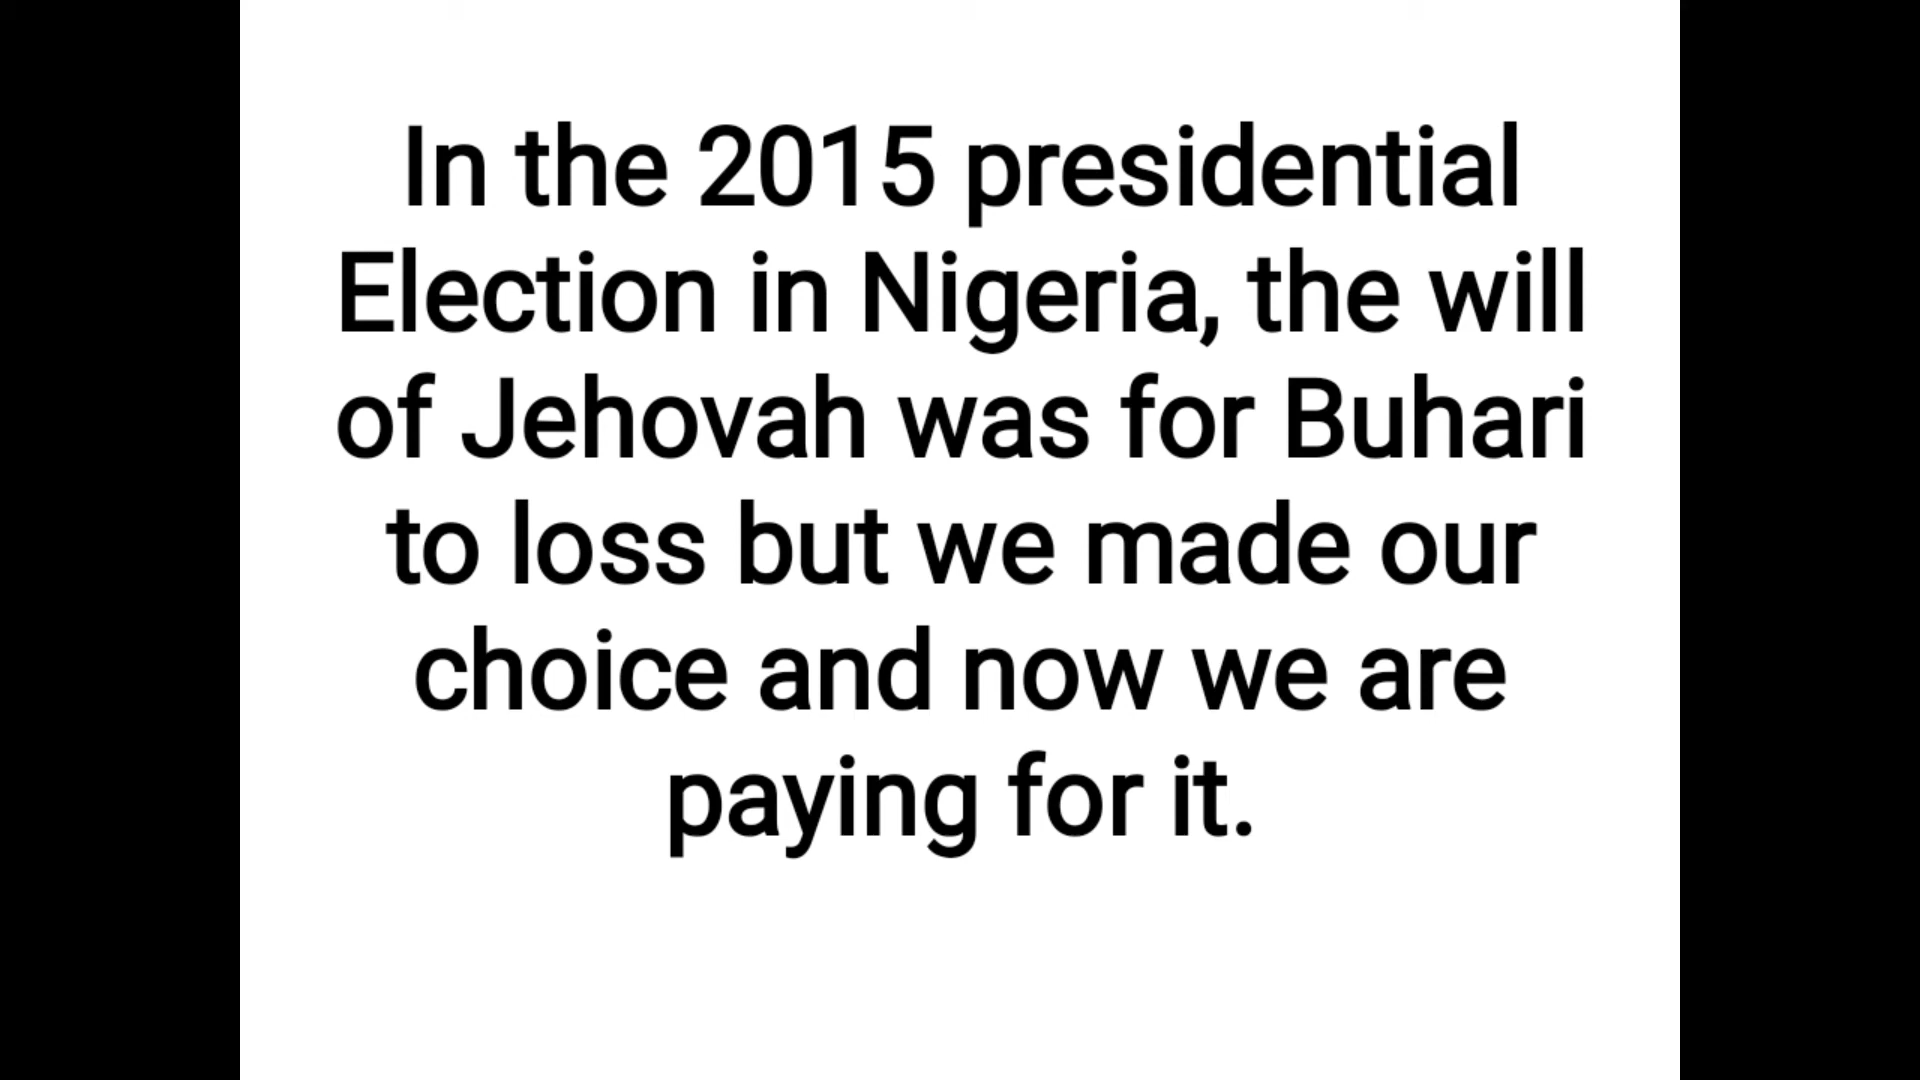 In the 2015 presidential
Election in Nigeria, the will
of Jehovah was for Buhari
to loss but we made our
choice and now we are
paying for it.